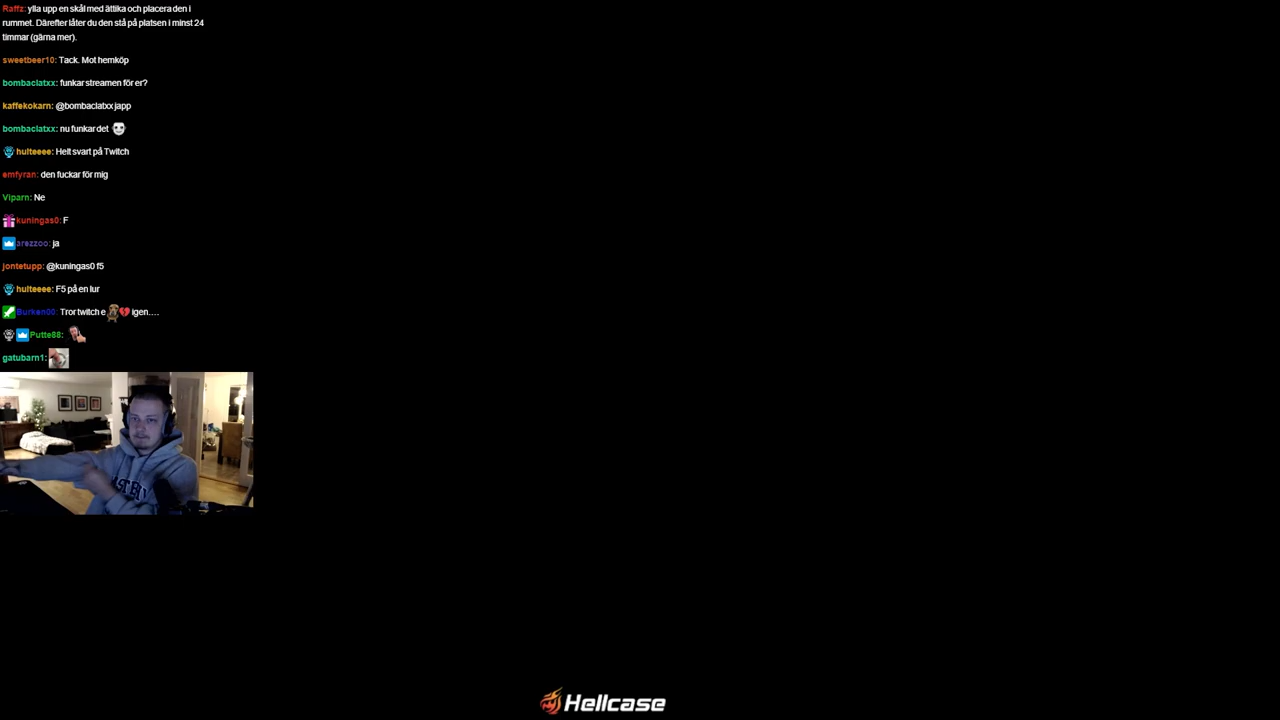 Raffz: ylla upp en skål med ättika och placera den i
rummet. Därefter låter du den stå på platsen i minst 24
timmar (gärna mer).
sweetbeer10: Tack. Mot hemköp
bombaclatxx: funkar streamen för er?
kaffekokarn: @bombaclatxx japp
bombaclatxx: nu funkar det
hulteeee: Helt svart på Twitch
emfyran: den fuckar för mig
Viparn: Ne
kuningas0: F
arezzoo: ja
jontetupp: @kuningas0 f5
hulteeee: F5 på en lur
Burken00: Tror twitch e igen....
Putte88:
gatubarn1:
Hellcase